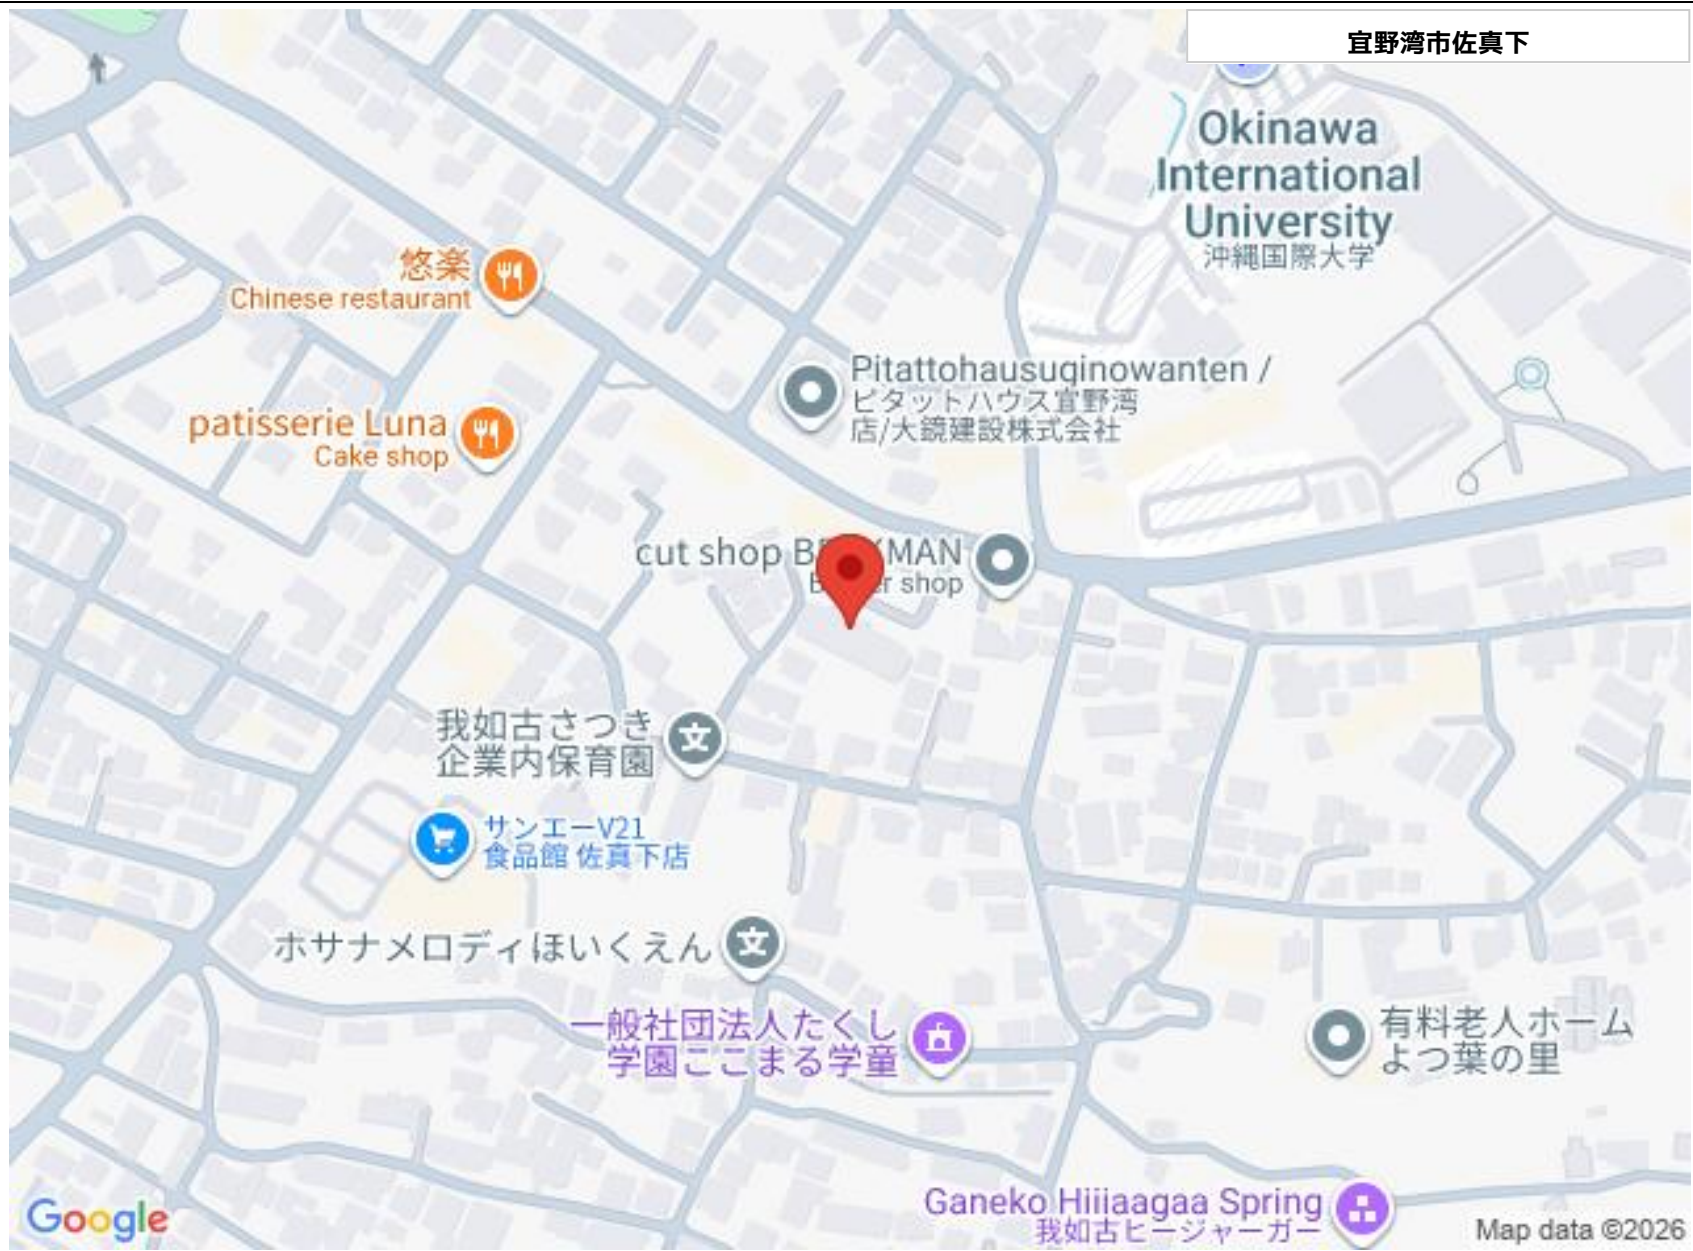 宜野湾市佐真下
Okinawa
International
University
沖縄国際大学
悠楽
Chinese restaurant
Pitattohausuginowanten /
ピタットハウス宜野湾
店/大鏡建設株式会社
patisserie Luna
Cake shop
cut shop B MAN
shop
我如古さつき
企業内保育園
サンエーV21
食品館 佐真下店
ホサナメロディほいくえん
一般社団法人たくし
学園ここまる学童
有料老人ホーム
よつ葉の里
Ganeko Hiiiaagaa Spring
我如古ヒージャーガー
Google
Map data ©2026